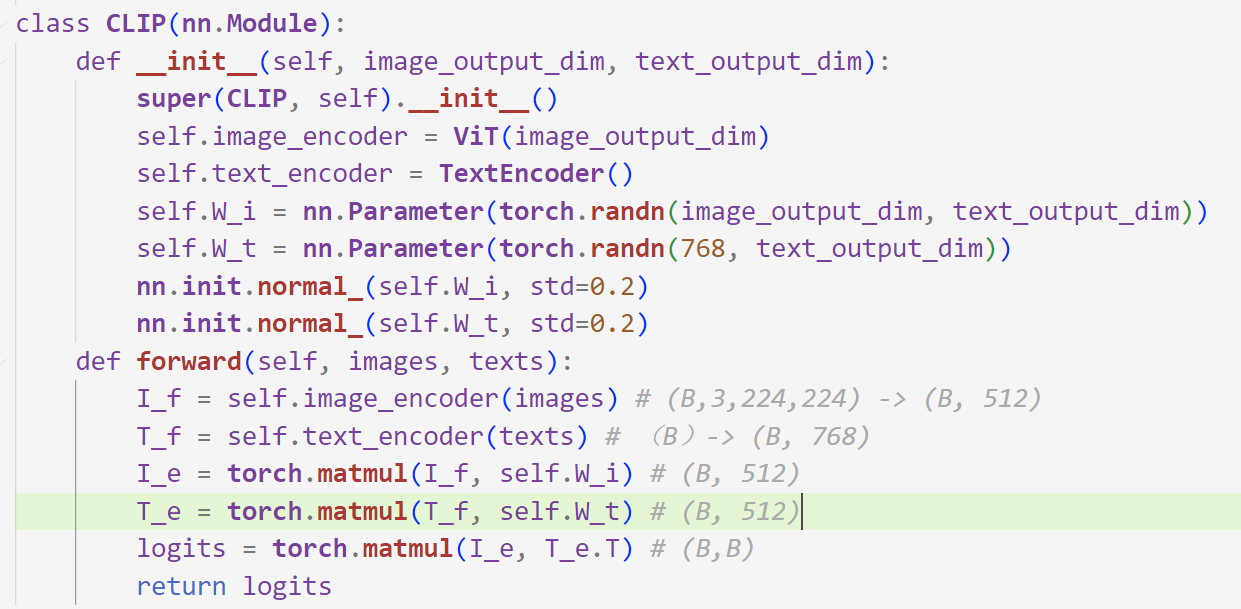 class CLIP(nn.Module):
    def __init__(self, image_output_dim, text_output_dim):
        super(CLIP, self).__init__()
        self.image_encoder = ViT(image_output_dim)
        self.text_encoder = TextEncoder()
        self.W_i = nn.Parameter(torch.randn(image_output_dim, text_output_dim))
        self.W_t = nn.Parameter(torch.randn(768, text_output_dim))
        nn.init.normal_(self.W_i, std=0.2)
        nn.init.normal_(self.W_t, std=0.2)
    def forward(self, images, texts):
        I_f = self.image_encoder(images) # (B,3,224,224) -> (B, 512)
        T_f = self.text_encoder(texts) # （B）-> (B, 768)
        I_e = torch.matmul(I_f, self.W_i) # (B, 512)
        T_e = torch.matmul(T_f, self.W_t) # (B, 512)
        logits = torch.matmul(I_e, T_e.T) # (B,B)
        return logits